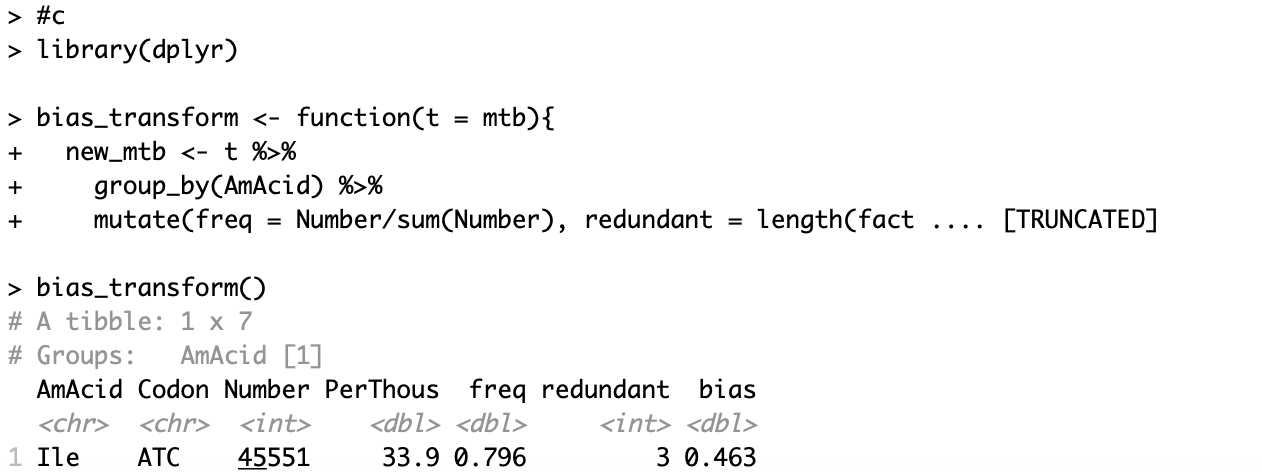 > #c
> library(dplyr)
> bias_transform <- function(t = mtb){
+   new_mtb <- t %>%
+     group_by(AmAcid) %>%
+     mutate(freq = Number/sum(Number), redundant = length(fact .... [TRUNCATED]
> bias_transform()
# A tibble: 1 x 7
# Groups:   AmAcid [1]
  AmAcid Codon Number PerThous  freq redundant  bias
  <chr>  <chr>  <int>    <dbl> <dbl>     <int> <dbl>
1 Ile    ATC    45551     33.9 0.796         3 0.463